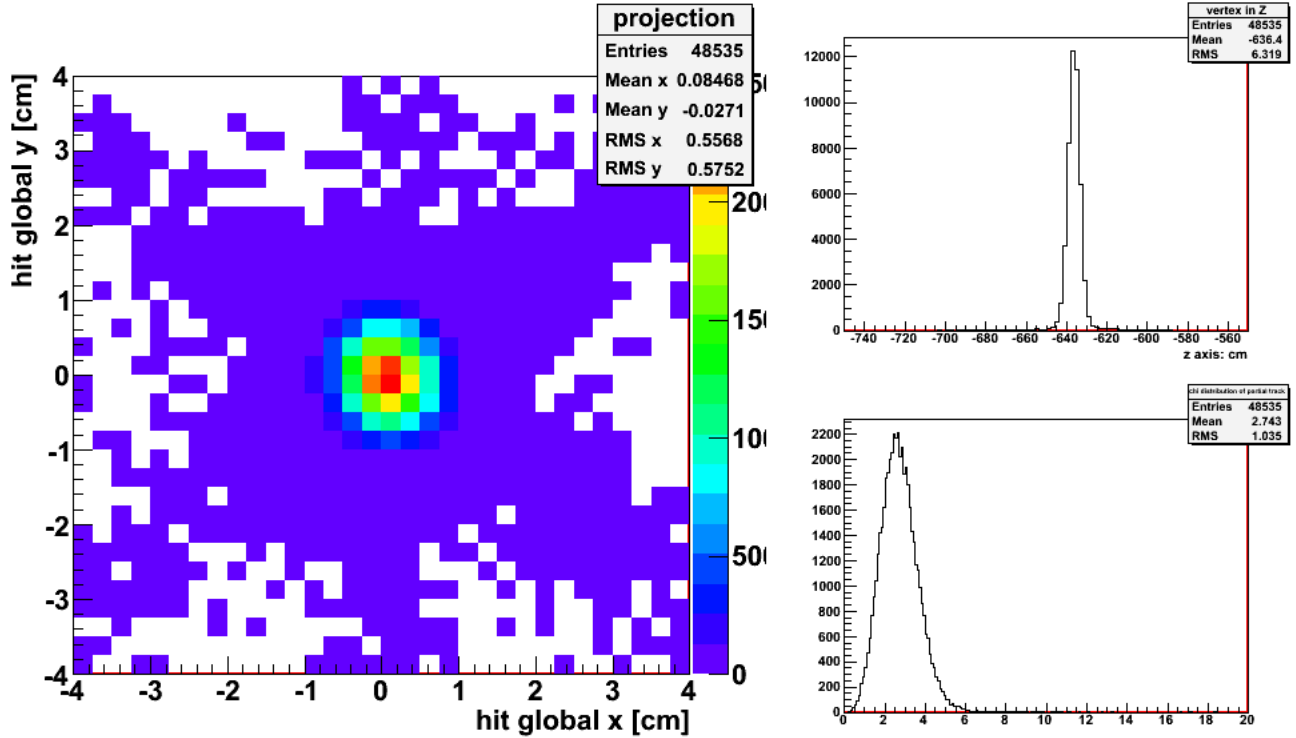 projection
Entries 48535
Mean x 0.08468
Mean y -0.0271
RMS x 0.5568
RMS y 0.5752
hit global y [cm]
4
3
2
1
0
-1
-2
-3
-4
-4 -3 -2 -1 0 1 2 3 4
hit global x [cm]
200
150
100
500
0
vertex in Z
Entries 48535
Mean -636.4
RMS 6.319
12000
10000
8000
6000
4000
2000
0
-740 -720 -700 -680 -660 -640 -620 -600 -580 -560
z axis: cm
chi distribution of partial track
Entries 48535
Mean 2.743
RMS 1.035
2200
2000
1800
1600
1400
1200
1000
800
600
400
200
0
0 2 4 6 8 10 12 14 16 18 20